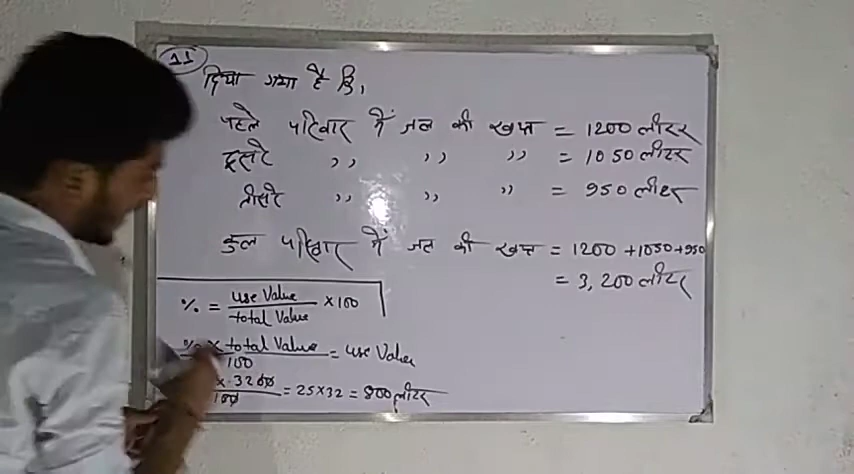 11
दिया गया है कि,
पहले परिवार में जल की खपत = 1200 लीटर
दूसरे ,, ,, ,, = 1050 लीटर
तीसरे ,, ,, ,, = 950 लीटर
कुल परिवार में जल की खपत = 1200 + 1050 + 950
= 3,200 लीटर
% = use Value / total Value × 100
% × total Value / 100 = use Value
× 3200 / 100 = 25 × 32 = 800 लीटर